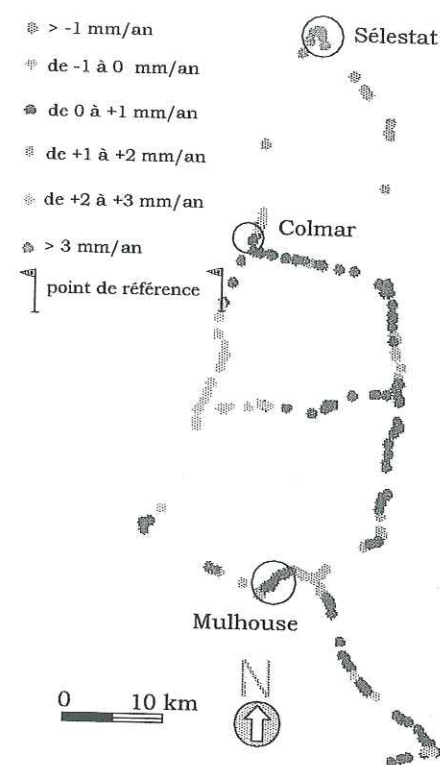 > -1 mm/an
de -1 à 0 mm/an
de 0 à +1 mm/an
de +1 à +2 mm/an
de +2 à +3 mm/an
> 3 mm/an
point de référence
Sélestat
Colmar
Mulhouse
0 10 km
N